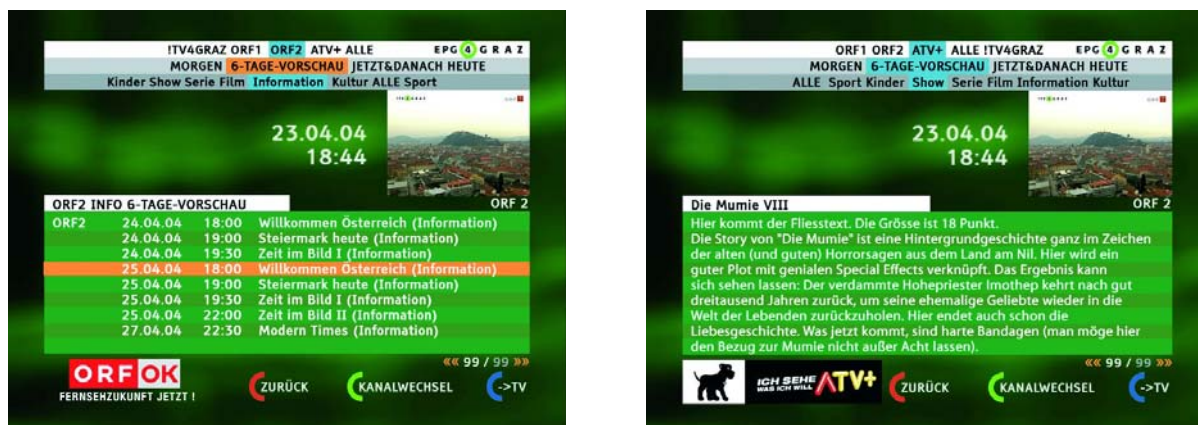 !TV4GRAZ ORF1 ORF2 ATV+ ALLE EPG 4 GRAZ
MORGEN 6-TAGE-VORSCHAU JETZT&DANACH HEUTE
Kinder Show Serie Film Information Kultur ALLE Sport
23.04.04
18:44
ORF2 INFO 6-TAGE-VORSCHAU ORF 2
ORF2 24.04.04 18:00 Willkommen Österreich (Information)
24.04.04 19:00 Steiermark heute (Information)
24.04.04 19:30 Zeit im Bild I (Information)
25.04.04 18:00 Willkommen Österreich (Information)
25.04.04 19:00 Steiermark heute (Information)
25.04.04 19:30 Zeit im Bild I (Information)
25.04.04 22:00 Zeit im Bild II (Information)
27.04.04 22:30 Modern Times (Information)
«« 99 / 99 »»
ORF OK
FERNSEHZUKUNFT JETZT !
ZURÜCK KANALWECHSEL ->TV
ORF1 ORF2 ATV+ ALLE !TV4GRAZ EPG 4 GRAZ
MORGEN 6-TAGE-VORSCHAU JETZT&DANACH HEUTE
ALLE Sport Kinder Show Serie Film Information Kultur
23.04.04
18:44
Die Mumie VIII ORF 2
Hier kommt der Fliesstext. Die Grösse ist 18 Punkt.
Die Story von "Die Mumie" ist eine Hintergrundgeschichte ganz im Zeichen
der alten (und guten) Horrorsagen aus dem Land am Nil. Hier wird ein
guter Plot mit genialen Special Effects verknüpft. Das Ergebnis kann
sich sehen lassen: Der verdammte Hohepriester Imothep kehrt nach gut
dreitausend Jahren zurück, um seine ehemalige Geliebte wieder in die
Welt der Lebenden zurückzuholen. Hier endet auch schon die
Liebesgeschichte. Was jetzt kommt, sind harte Bandagen (man möge hier
den Bezug zur Mumie nicht außer Acht lassen).
«« 99 / 99 »»
ICH SEHE
WAS ICH WILL ATV+
ZURÜCK KANALWECHSEL ->TV